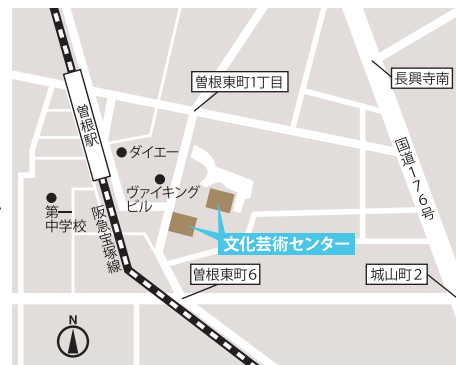 曽根東町1丁目
長興寺南
曽根駅
国道176号
ダイエー
ヴァイキング
ビル
第一
中学校
阪急宝塚線
文化芸術センター
曽根東町6
城山町2
N